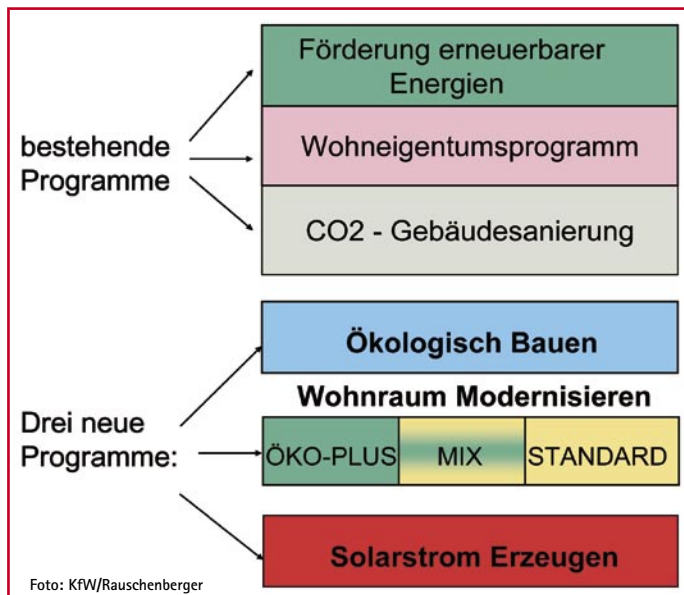 Förderung erneuerbarer
Energien
bestehende
Programme
Wohneigentumsprogramm
CO2 - Gebäudesanierung
Ökologisch Bauen
Wohnraum Modernisieren
Drei neue
Programme:
ÖKO-PLUS MIX STANDARD
Solarstrom Erzeugen
Foto: KfW/Rauschenberger